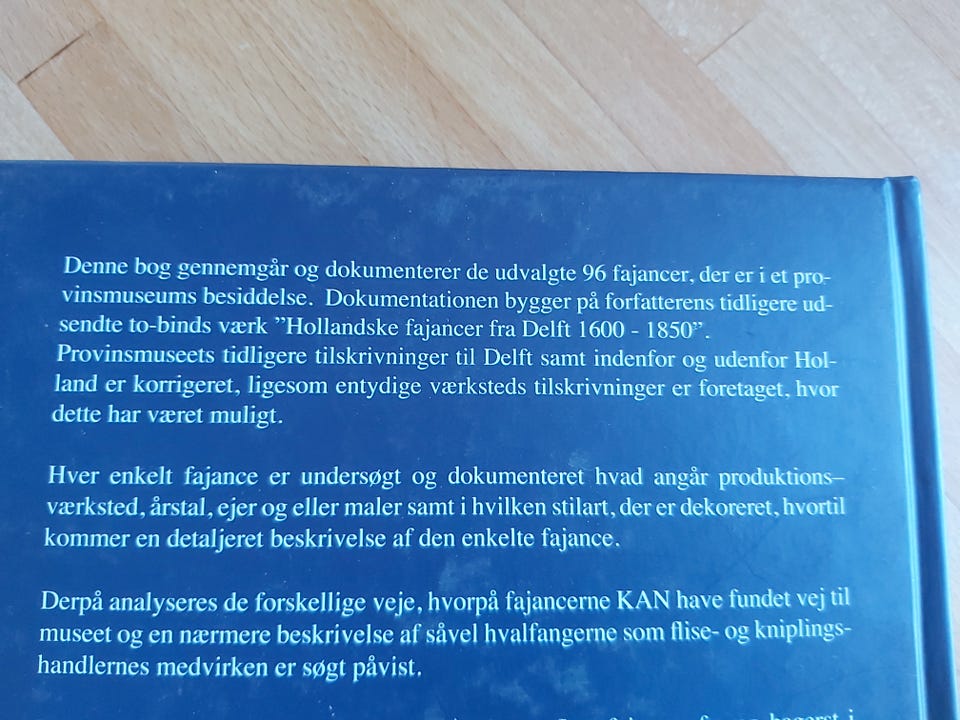 Denne bog gennemgår og dokumenterer de udvalgte 96 fajancer, der er i et pro-
vinsmuseums besiddelse. Dokumentationen bygger på forfatterens tidligere ud-
sendte to-binds værk "Hollandske fajancer fra Delft 1600 - 1850".
Provinsmuseets tidligere tilskrivninger til Delft samt indenfor og udenfor Hol-
land er korrigeret, ligesom entydige værksteds tilskrivninger er foretaget, hvor
dette har været muligt.
Hver enkelt fajance er undersøgt og dokumenteret hvad angår produktions-
værksted, årstal, ejer og eller maler samt i hvilken stilart, der er dekoreret, hvortil
kommer en detaljeret beskrivelse af den enkelte fajance.
Derpå analyseres de forskellige veje, hvorpå fajancerne KAN have fundet vej til
museet og en nærmere beskrivelse af såvel hvalfangerne som flise- og kniplings-
handlernes medvirken er søgt påvist.
bagerst i